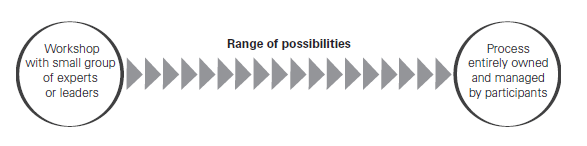 Workshop
with small group
of experts
or leaders
Range of possibilities
Process
entirely owned
and managed
by participants